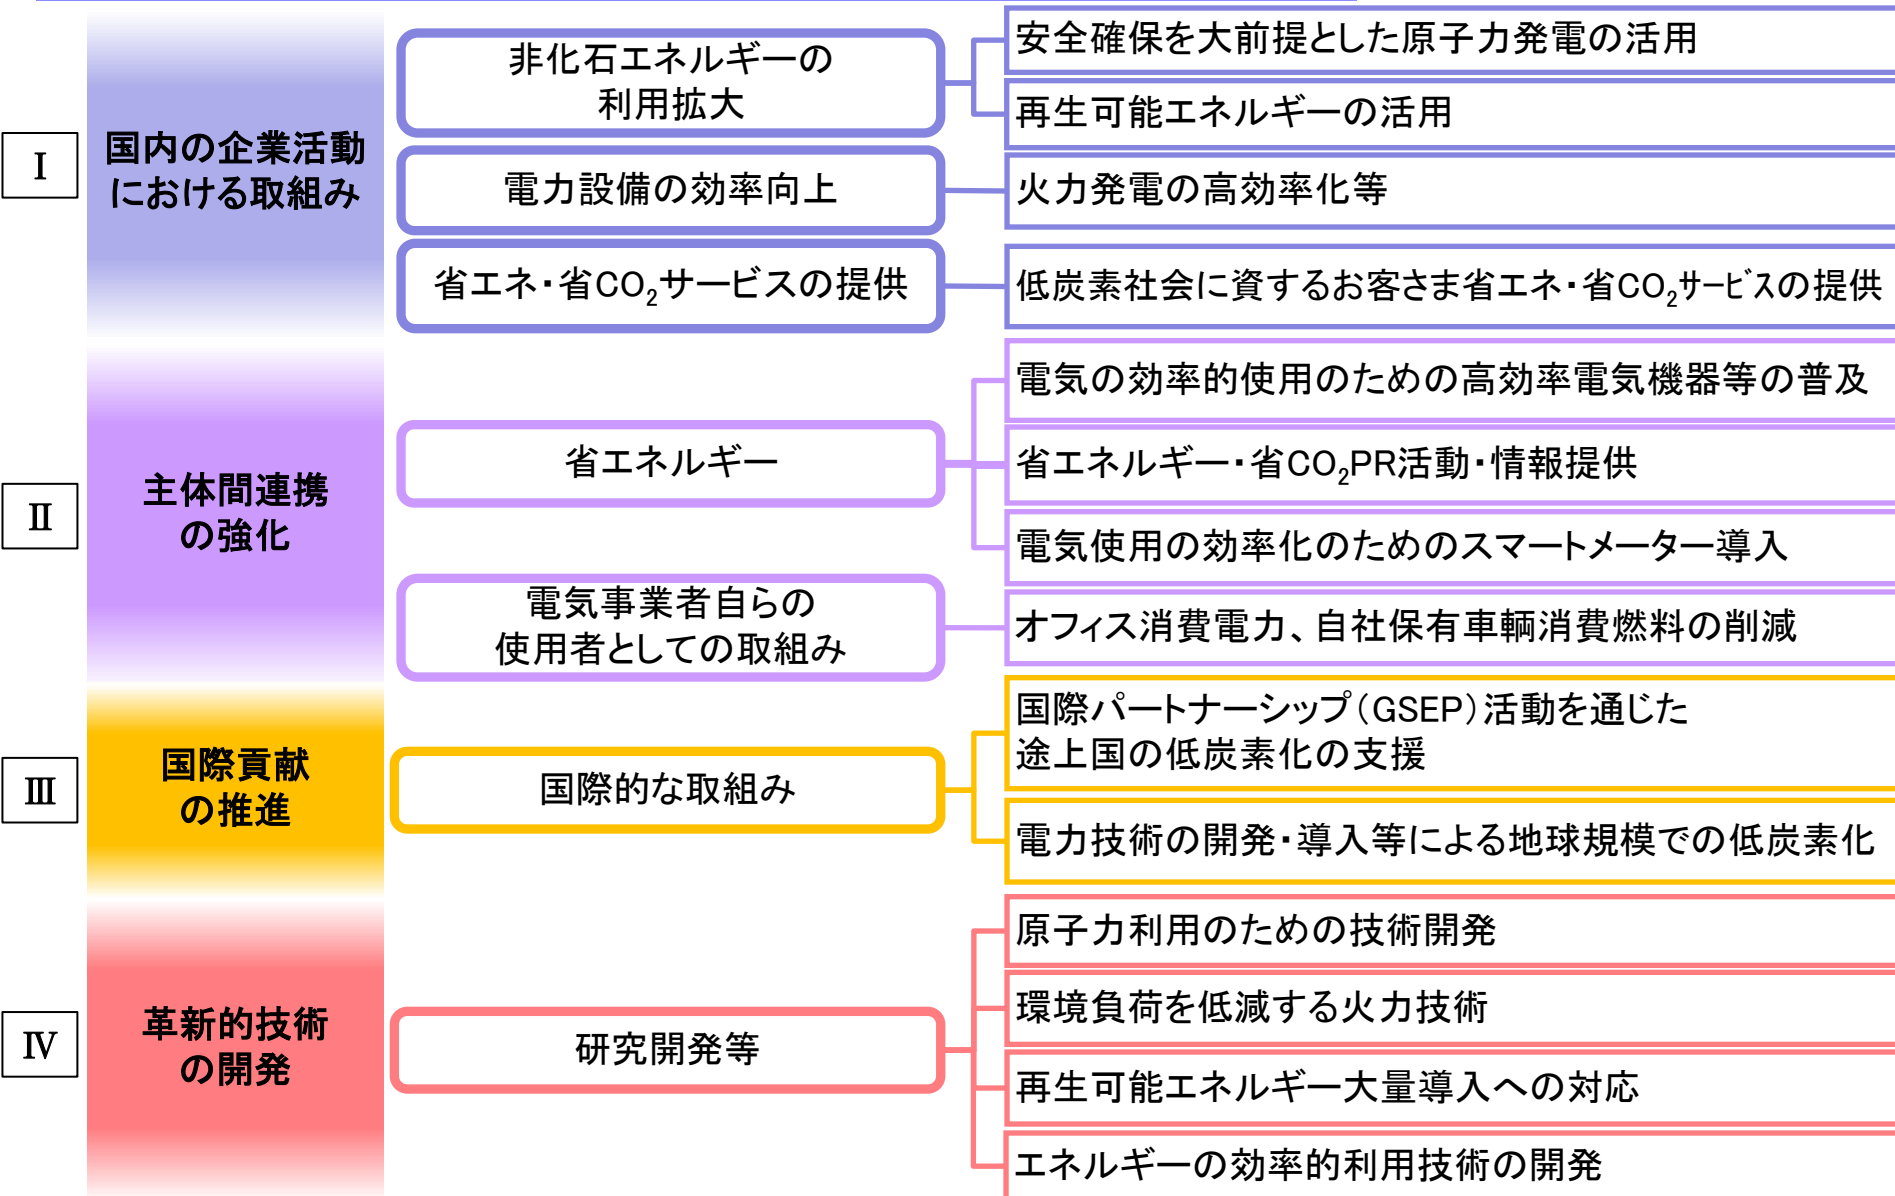 Ⅰ
国内の企業活動
における取組み
非化石エネルギーの
利用拡大
安全確保を大前提とした原子力発電の活用
再生可能エネルギーの活用
電力設備の効率向上
火力発電の高効率化等
省エネ・省CO₂サービスの提供
低炭素社会に資するお客さま省エネ・省CO₂サービスの提供
Ⅱ
主体間連携
の強化
省エネルギー
電気の効率的使用のための高効率電気機器等の普及
省エネルギー・省CO₂PR活動・情報提供
電気使用の効率化のためのスマートメーター導入
電気事業者自らの
使用者としての取組み
オフィス消費電力、自社保有車輌消費燃料の削減
Ⅲ
国際貢献
の推進
国際的な取組み
国際パートナーシップ(GSEP)活動を通じた
途上国の低炭素化の支援
電力技術の開発・導入等による地球規模での低炭素化
Ⅳ
革新的技術
の開発
研究開発等
原子力利用のための技術開発
環境負荷を低減する火力技術
再生可能エネルギー大量導入への対応
エネルギーの効率的利用技術の開発